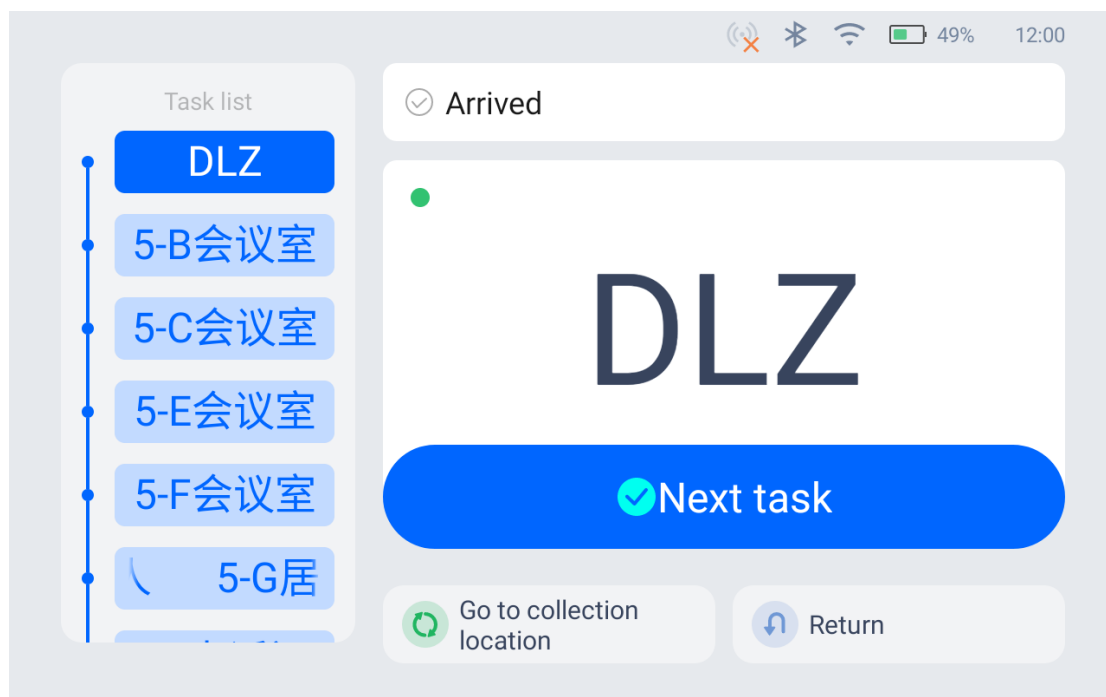 49%
12:00
Task list
DLZ
5-B会议室
5-C会议室
5-E会议室
5-F会议室
5-G居
Arrived
DLZ
Next task
Go to collection
location
Return